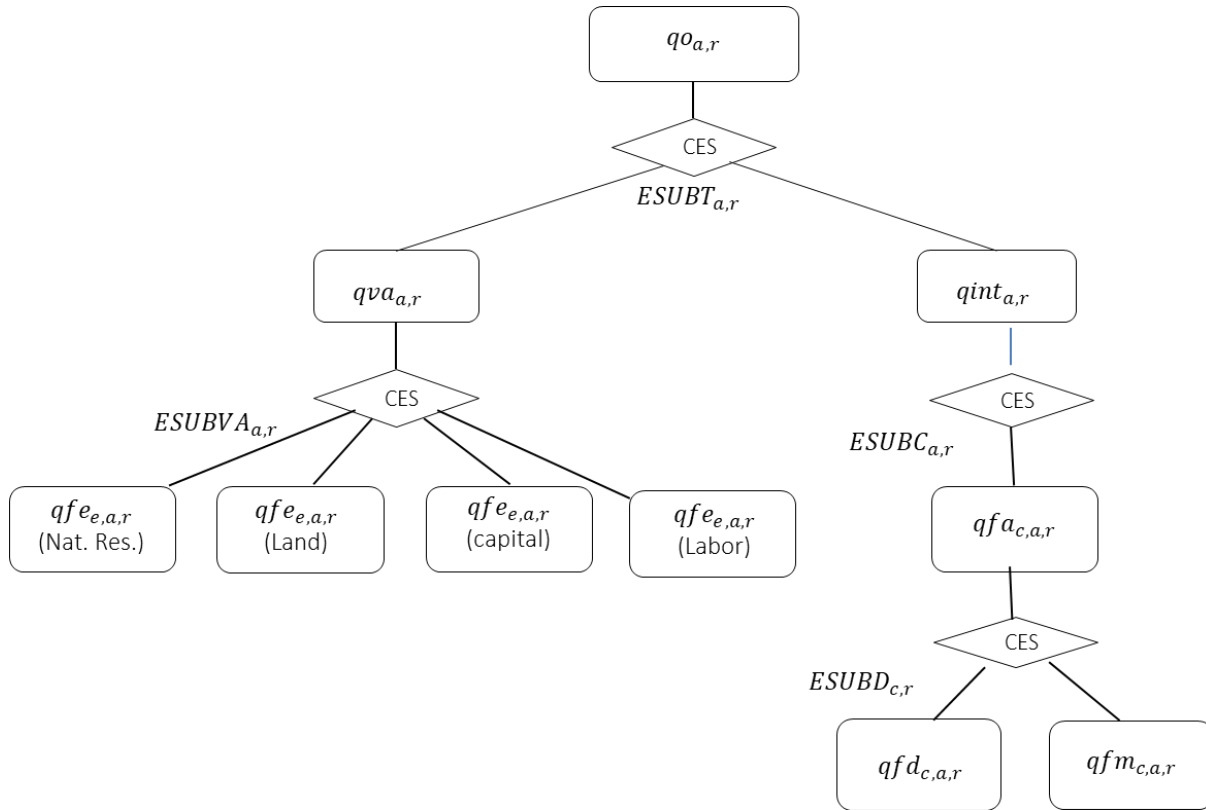 qo_{a,r}
CES
ESUBT_{a,r}
qva_{a,r}
qint_{a,r}
CES
CES
ESUBVA_{a,r}
ESUBC_{a,r}
qfe_{e,a,r}
(Nat. Res.)
qfe_{e,a,r}
(Land)
qfe_{e,a,r}
(capital)
qfe_{e,a,r}
(Labor)
qfa_{c,a,r}
CES
ESUBD_{c,r}
qfd_{c,a,r}
qfm_{c,a,r}